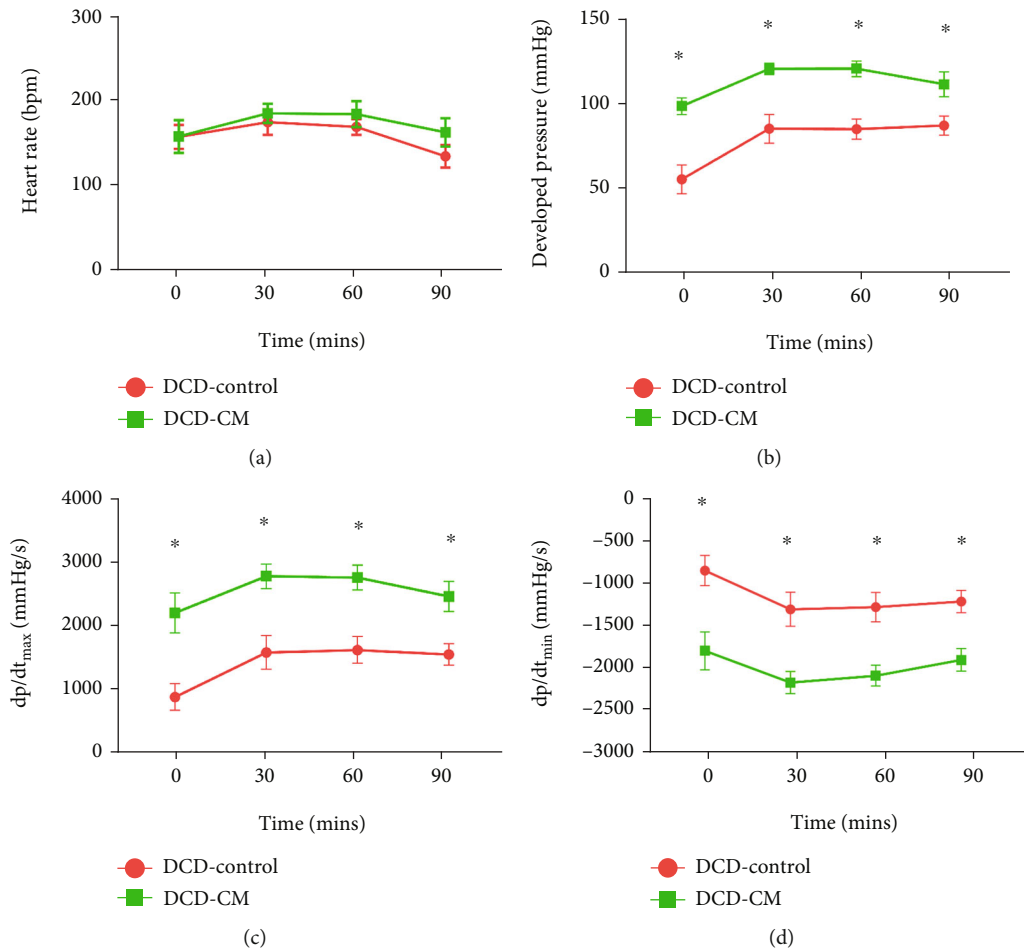 Heart rate (bpm)
300
200
100
0
0 30 60 90
Time (mins)
DCD-control
DCD-CM
(a)
Developed pressure (mmHg)
150
100
50
0
* * * *
0 30 60 90
Time (mins)
DCD-control
DCD-CM
(b)
dp/dtmax (mmHg/s)
4000
3000
2000
1000
0
* * * *
0 30 60 90
Time (mins)
DCD-control
DCD-CM
(c)
dp/dtmin (mmHg/s)
0
–500
–1000
–1500
–2000
–2500
–3000
* * * *
0 30 60 90
Time (mins)
DCD-control
DCD-CM
(d)